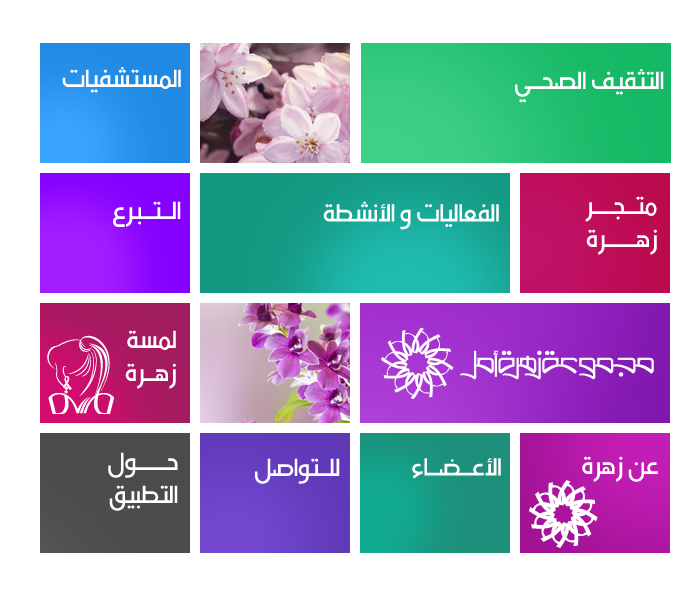 التثقيف الصحي
المستشفيات
متجر
زهرة
الفعاليات و الأنشطة
التبرع
مجموعة زهرة أمل
لمسة
زهرة
عن زهرة
الأعضاء
للتواصل
حول
التطبيق